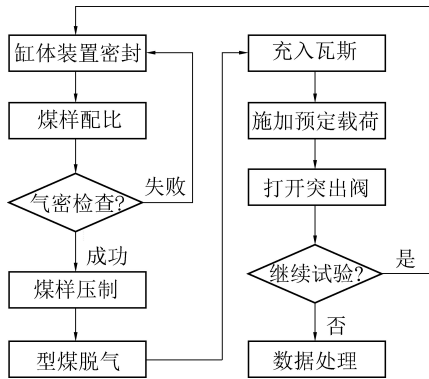 缸体装置密封
煤样配比
气密检查?
失败
成功
煤样压制
型煤脱气
充入瓦斯
施加预定载荷
打开突出阀
继续试验?
是
否
数据处理